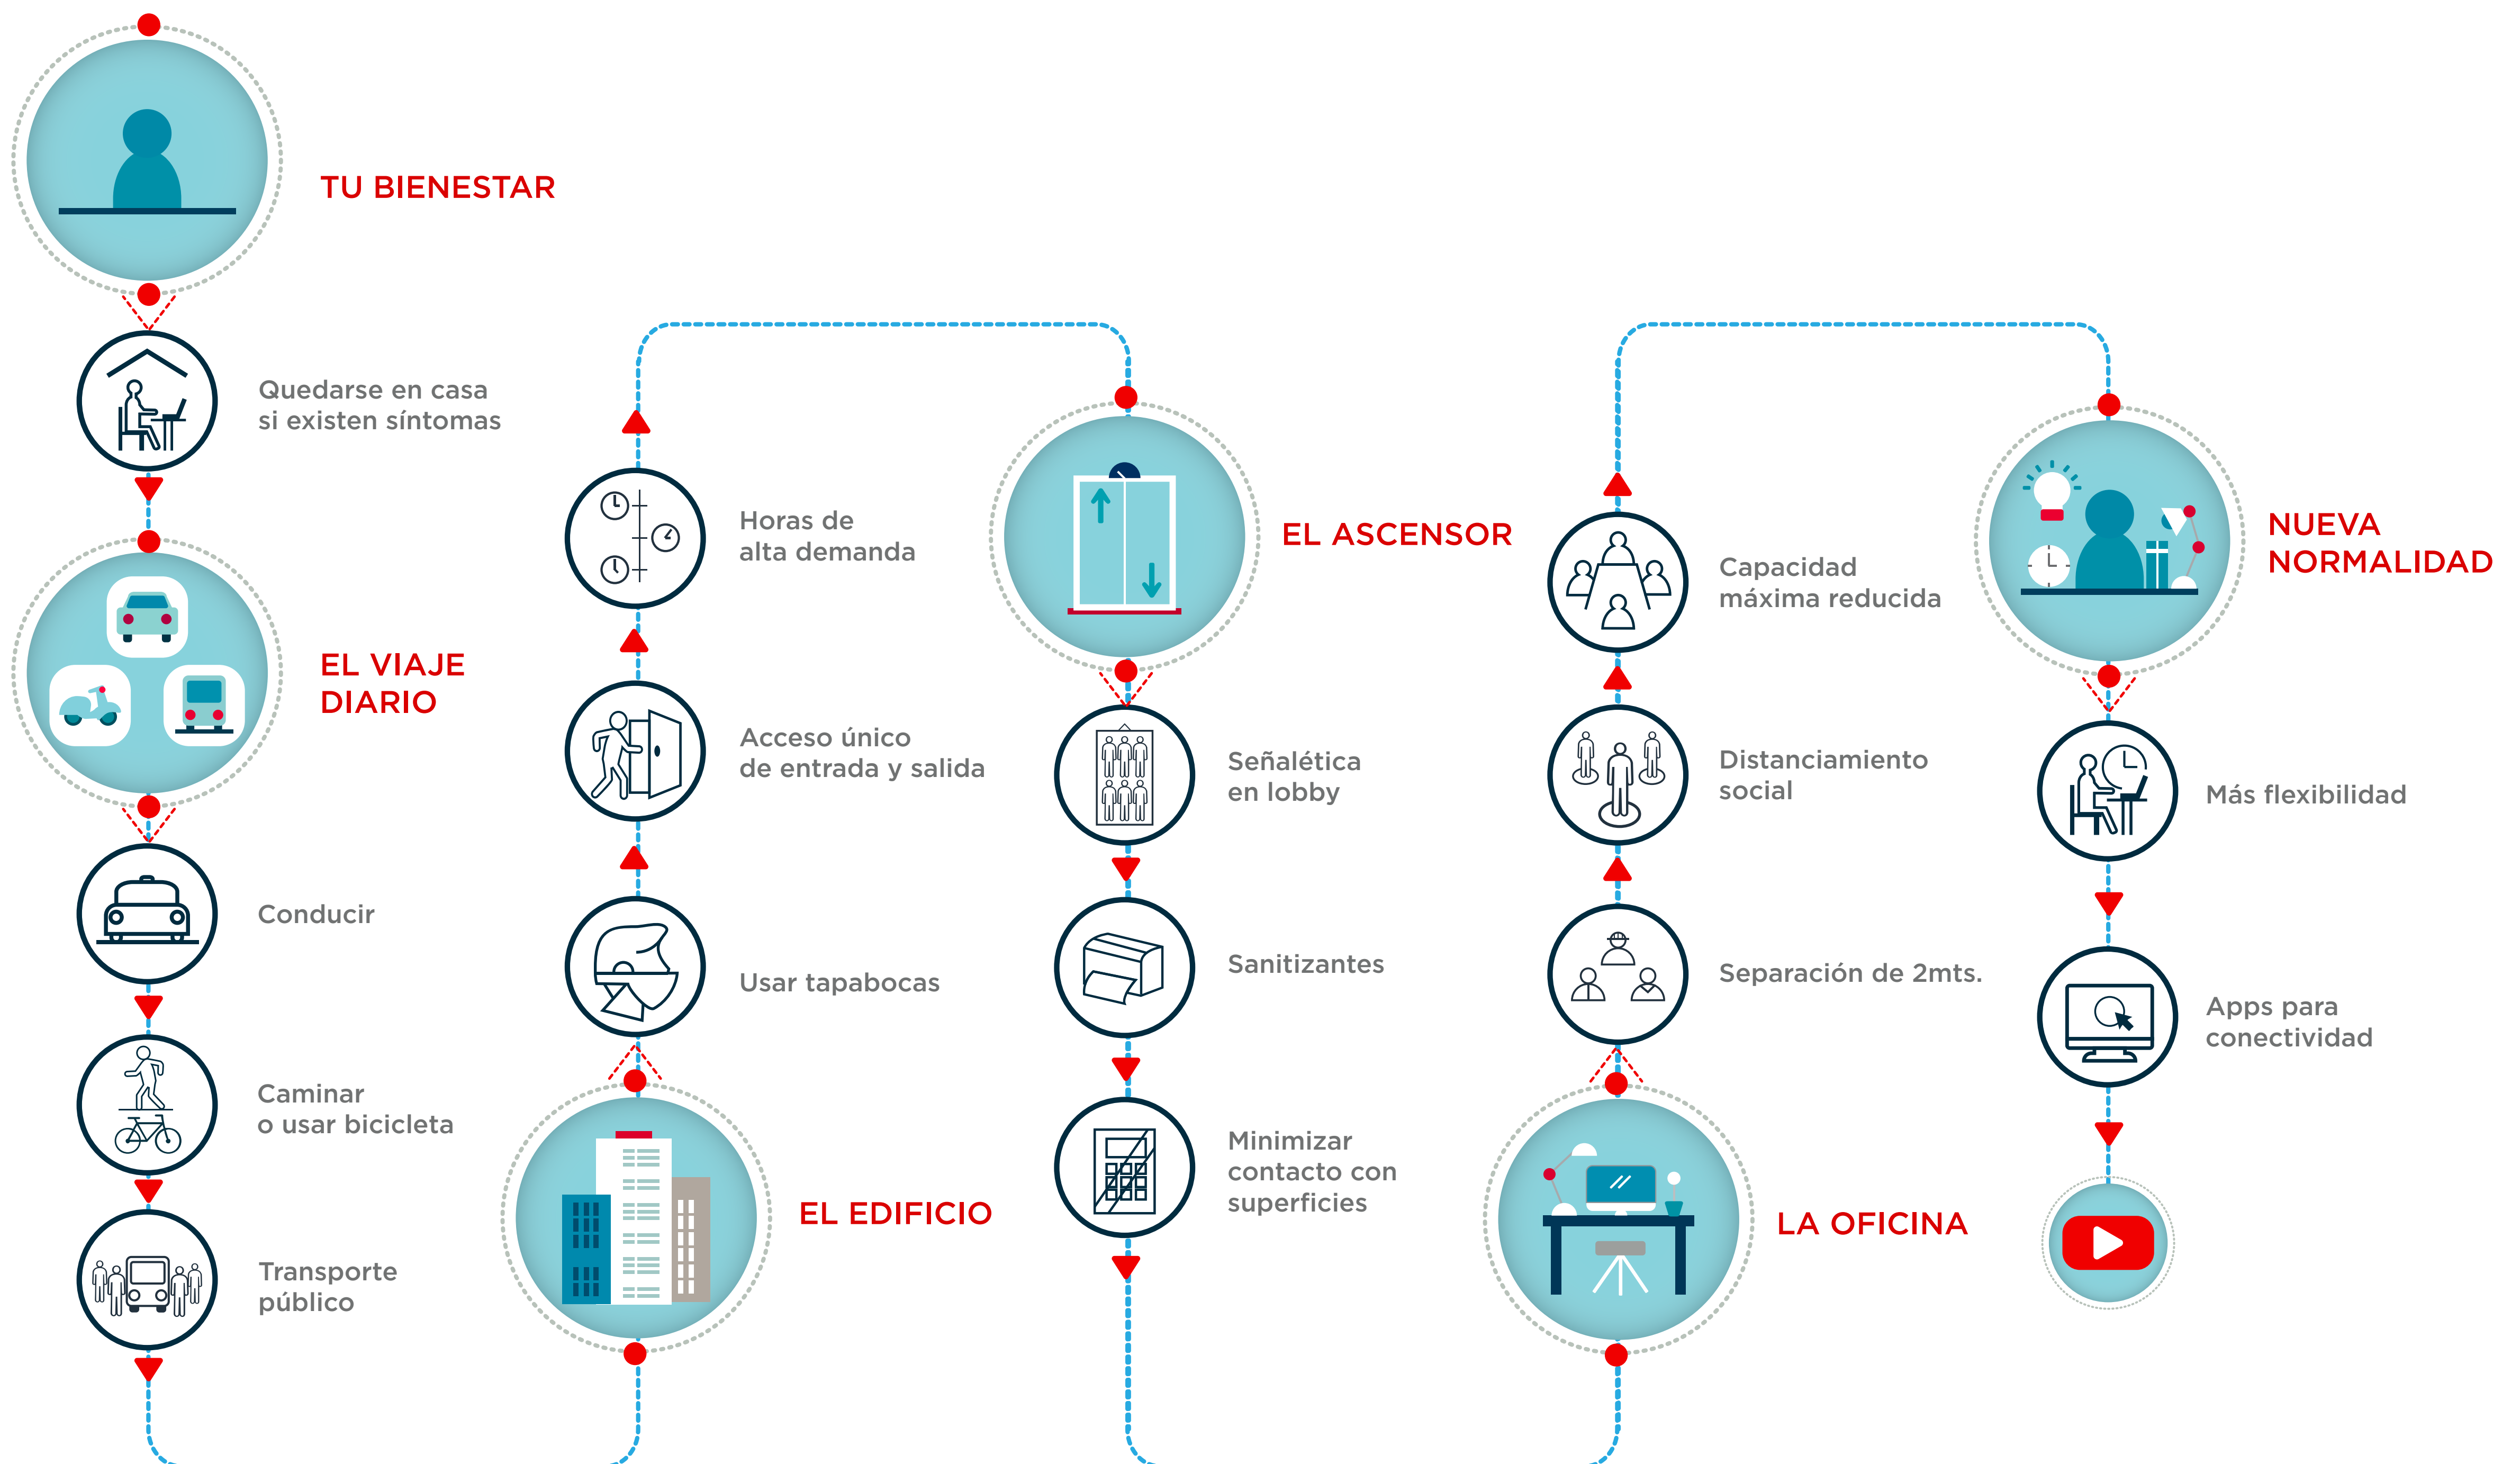 TU BIENESTAR
Quedarse en casa
si existen síntomas
EL VIAJE
DIARIO
Conducir
Caminar
o usar bicicleta
Transporte
público
EL EDIFICIO
Usar tapabocas
Acceso único
de entrada y salida
Horas de
alta demanda
EL ASCENSOR
Señalética
en lobby
Sanitizantes
Minimizar
contacto con
superficies
LA OFICINA
Separación de 2mts.
Distanciamiento
social
Capacidad
máxima reducida
NUEVA
NORMALIDAD
Más flexibilidad
Apps para
conectividad